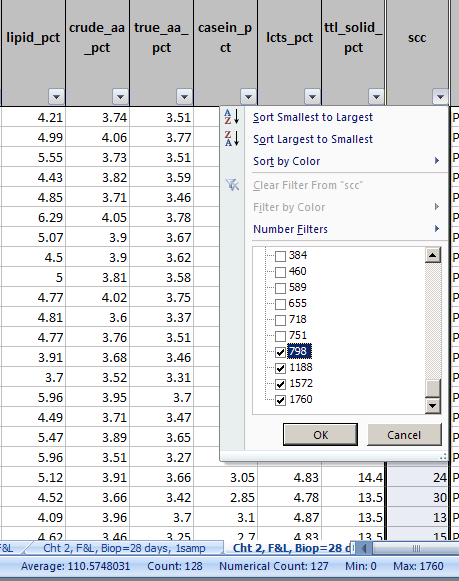 lipid_pct crude_aa_pct true_aa_pct casein_pct lcts_pct ttl_solid_pct scc
4.21 3.74 3.51
4.99 4.06 3.77
5.55 3.73 3.51
4.43 3.82 3.59
4.85 3.71 3.46
6.29 4.05 3.78
5.07 3.9 3.67
4.5 3.9 3.62
5 3.81 3.58
4.77 4.02 3.75
4.81 3.6 3.37
4.77 3.76 3.51
3.91 3.68 3.46
3.7 3.52 3.31
5.96 3.95 3.7
4.49 3.71 3.47
5.47 3.89 3.65
5.96 3.51 3.27
Sort Smallest to Largest
Sort Largest to Smallest
Sort by Color
Clear Filter From "scc"
Filter by Color
Number Filters
384
460
589
655
718
751
798
1188
1572
1760
OK Cancel
5.12 3.91 3.66 3.05 4.83 14.4 24
4.52 3.66 3.42 2.85 4.78 13.5 30
4.09 3.96 3.7 3.1 4.87 13.5 13
4.62 3.46 3.25 2.7 4.83 13.5 15
F&L Cht 2, F, L, Biop=28 days, 1samp Cht 2, F&L, Biop=28 d
Average: 110.5748031 Count: 128 Numerical Count: 127 Min: 0 Max: 1760